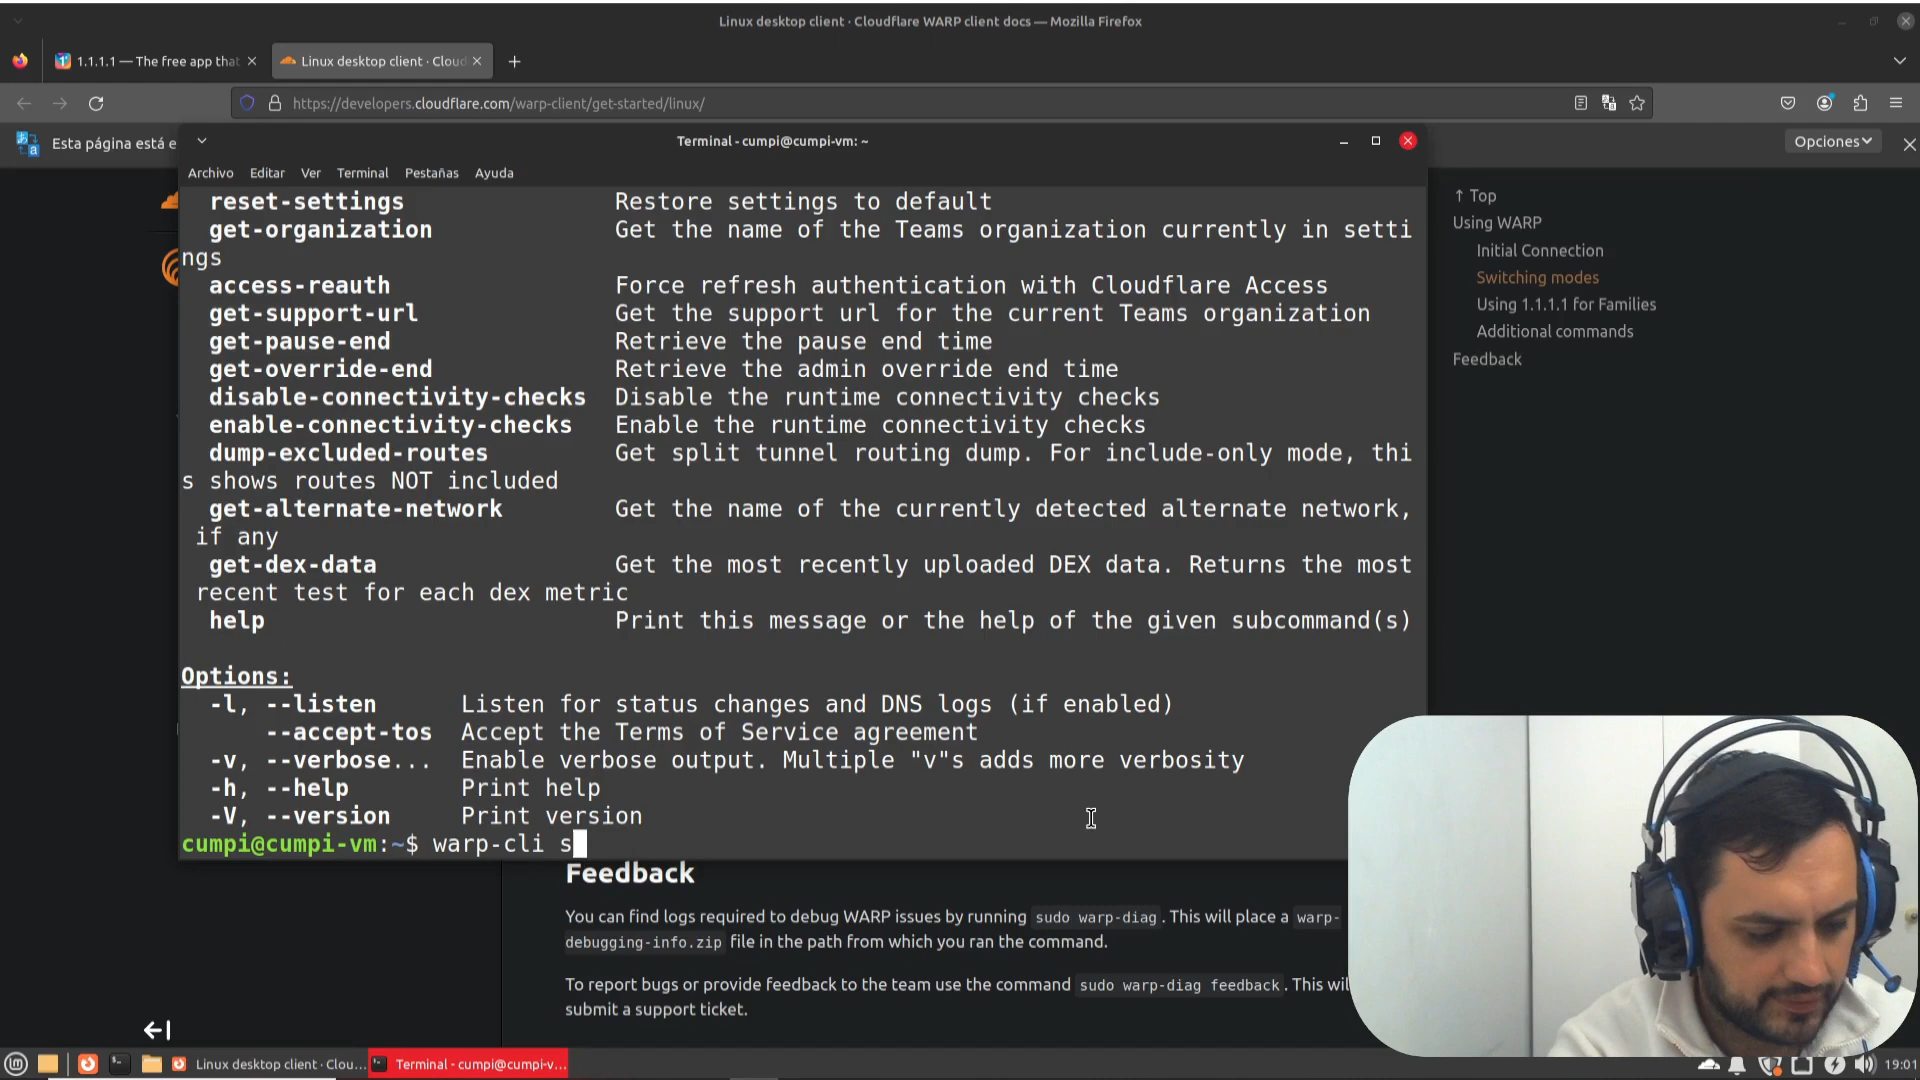 Linux desktop client · Cloudflare WARP client docs — Mozilla Firefox
1.1.1.1 — The free app that
Linux desktop client · Cloud
https://developers.cloudflare.com/warp-client/get-started/linux/
Esta página está e
Opciones
Terminal - cumpi@cumpi-vm: ~
Archivo Editar Ver Terminal Pestañas Ayuda
reset-settings Restore settings to default
get-organization Get the name of the Teams organization currently in setti
ngs
access-reauth Force refresh authentication with Cloudflare Access
get-support-url Get the support url for the current Teams organization
get-pause-end Retrieve the pause end time
get-override-end Retrieve the admin override end time
disable-connectivity-checks Disable the runtime connectivity checks
enable-connectivity-checks Enable the runtime connectivity checks
dump-excluded-routes Get split tunnel routing dump. For include-only mode, thi
s shows routes NOT included
get-alternate-network Get the name of the currently detected alternate network,
if any
get-dex-data Get the most recently uploaded DEX data. Returns the most
recent test for each dex metric
help Print this message or the help of the given subcommand(s)
Options:
-l, --listen Listen for status changes and DNS logs (if enabled)
--accept-tos Accept the Terms of Service agreement
-v, --verbose... Enable verbose output. Multiple "v"s adds more verbosity
-h, --help Print help
-V, --version Print version
cumpi@cumpi-vm:~$ warp-cli s
↑ Top
Using WARP
Initial Connection
Switching modes
Using 1.1.1.1 for Families
Additional commands
Feedback
Feedback
You can find logs required to debug WARP issues by running sudo warp-diag. This will place a warp-
debugging-info.zip file in the path from which you ran the command.
To report bugs or provide feedback to the team use the command sudo warp-diag feedback. This wil
submit a support ticket.
Linux desktop client · Clou...
Terminal - cumpi@cumpi-v...
19:01